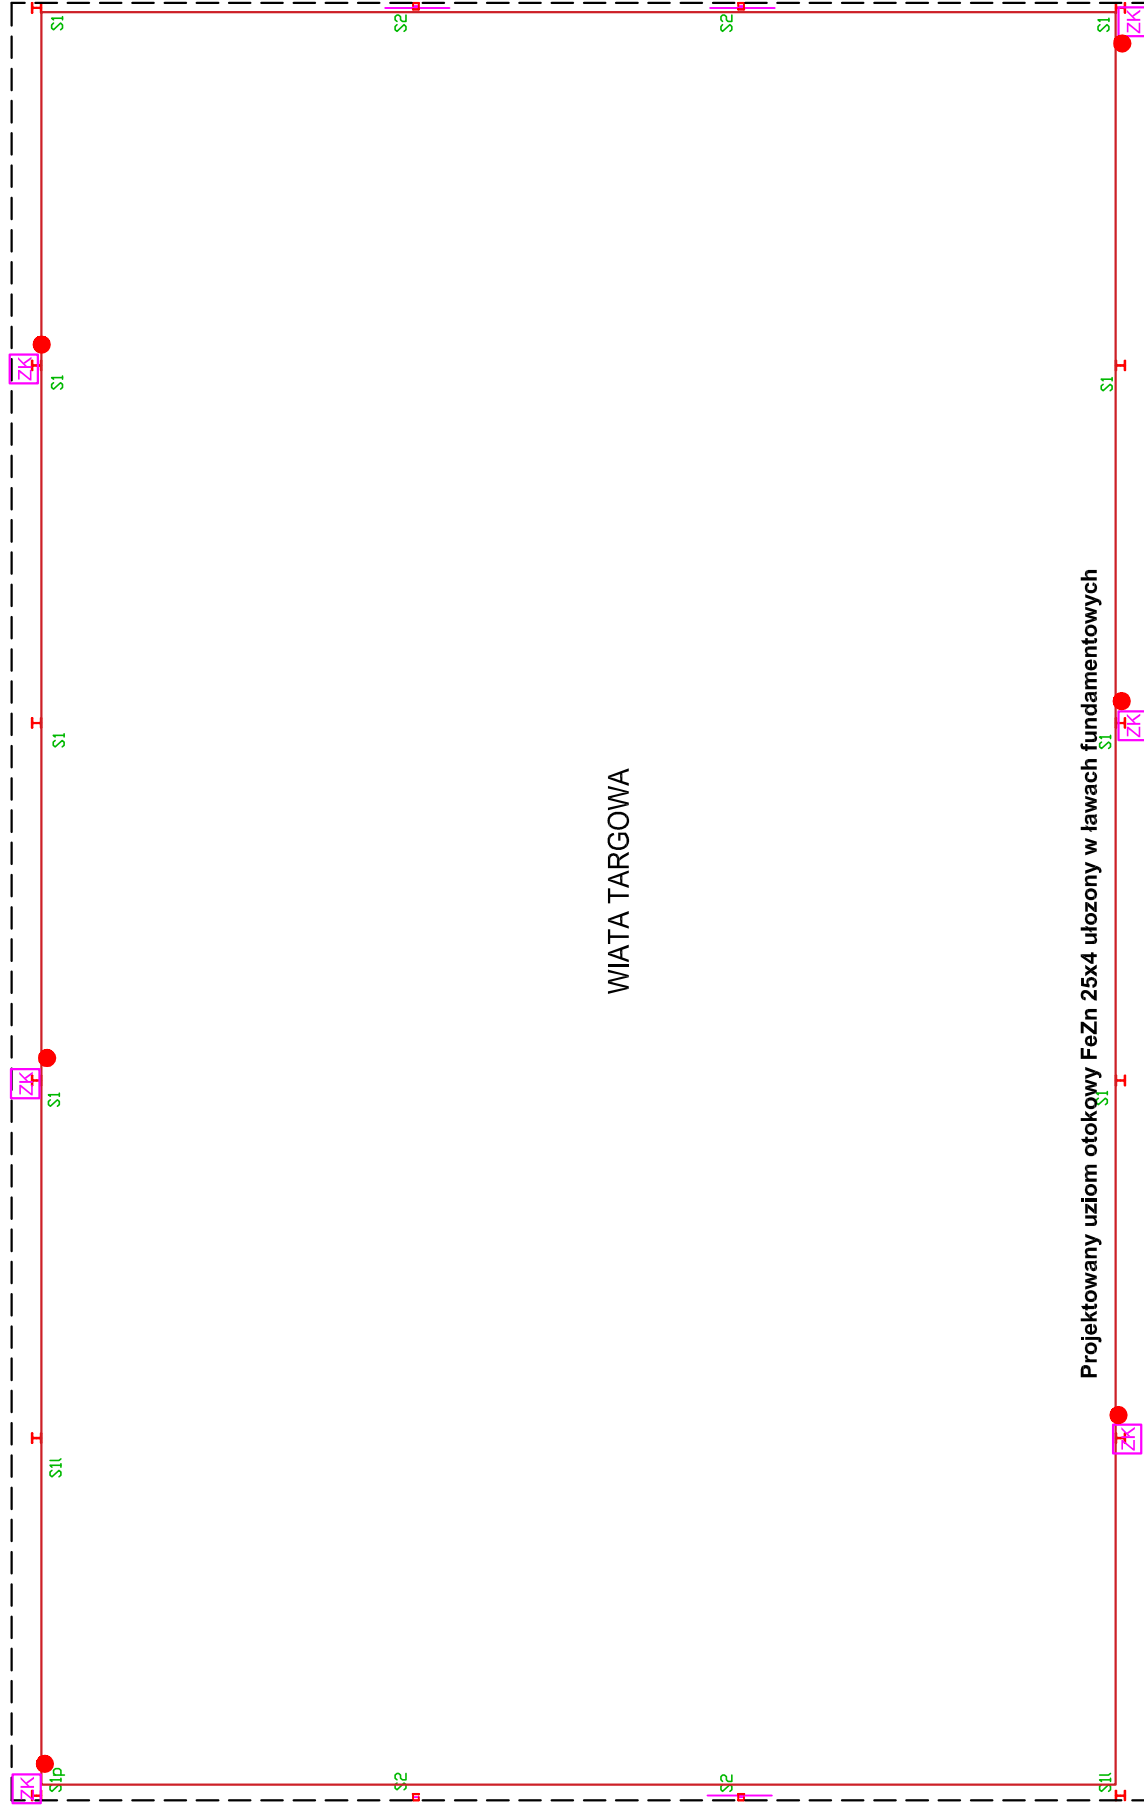 S1
S2
S2
S1
ZK
ZK
S1
S1
S1
ZK
S1
WIATA TARGOWA
Projektowany uziom otokowy FeZn 25x4 ułozony w ławach fundamentowych
ZK
S1
S1
S1l
ZK
ZK
S1p
S2
S2
S1l